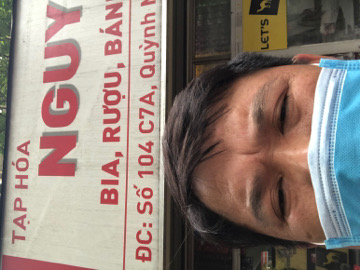 TẠP HÓA
NGUY
BIA, RƯỢU, BÁN
ĐC: Số 104 C7A, Quỳnh
LET'S